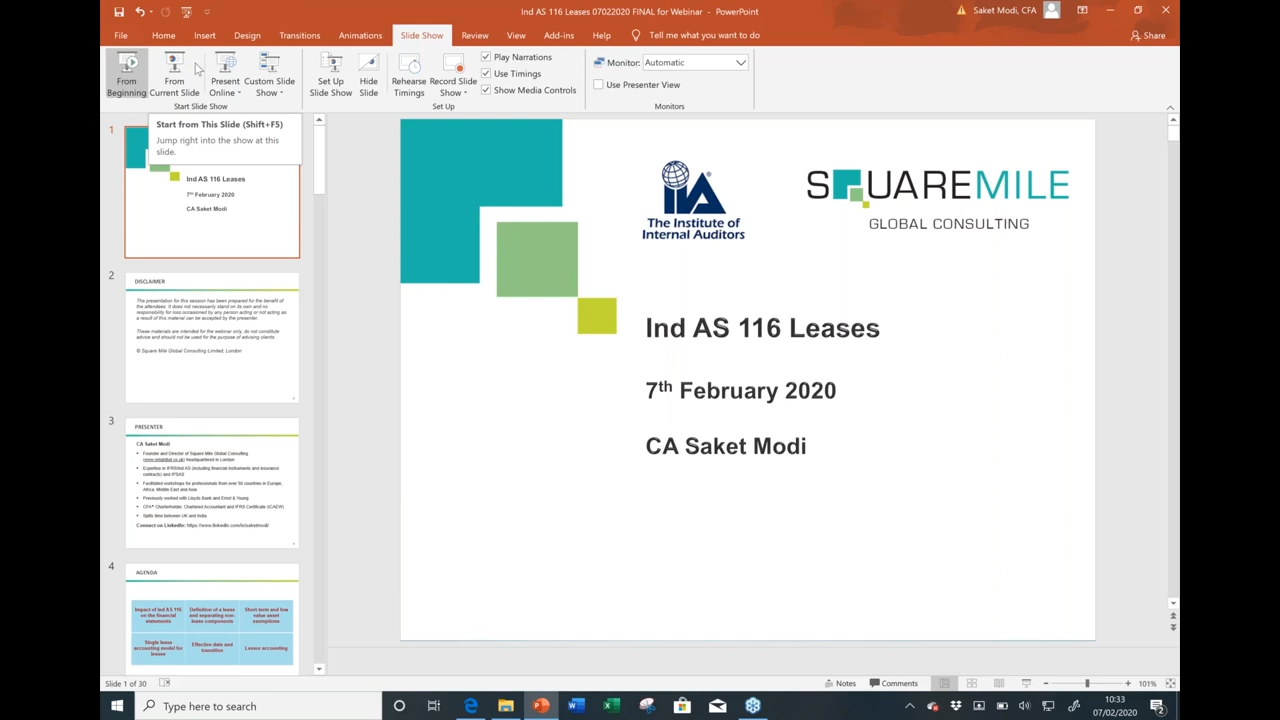 Ind AS 116 Leases 07022020 FINAL for Webinar - PowerPoint
Saket Modi, CFA
File Home Insert Design Transitions Animations Slide Show Review View Add-ins Help Tell me what you want to do Share
From Beginning
From Current Slide
Present Online
Custom Slide Show
Start Slide Show
Set Up Slide Show
Hide Slide
Rehearse Timings
Record Slide Show
Play Narrations
Use Timings
Show Media Controls
Set Up
Monitor: Automatic
Use Presenter View
Monitors
Start from This Slide (Shift+F5)
Jump right into the show at this
slide.
1
Ind AS 116 Leases
7th February 2020
CA Saket Modi
2
DISCLAIMER
The presentation for this session has been prepared for the benefit of
the attendees. It does not necessarily stand on its own and no
responsibility for loss occasioned by any person acting or not acting as
a result of this material can be accepted by the presenter.
These materials are intended for the webinar only, do not constitute
advice and should not be used for the purpose of advising clients.
© Square Mile Global Consulting Limited, London
3
PRESENTER
CA Saket Modi
Founder and Director of Square Mile Global Consulting
headquartered in London
Expertise in IFRS/Ind AS (including financial instruments and insurance
contracts) and IPSAS
Facilitated workshops for professionals from over 50 countries in Europe,
Africa, Middle East and Asia
Previously worked with Lloyds Bank and Ernst & Young
CFA® Charterholder, Chartered Accountant and IFRS Certificate (ICAEW)
Splits time between UK and India
Connect on LinkedIn: https://www.linkedin.com/in/saketmodi/
4
AGENDA
Impact of Ind AS 116 on the financial statements
Definition of a lease and separating non-lease components
Short-term and low value asset exemptions
Single lease accounting model for lessee
Effective date and transition
Lessor accounting
IIA
The Institute of
Internal Auditors
SQUAREMILE
GLOBAL CONSULTING
Ind AS 116 Leases
7th February 2020
CA Saket Modi
Slide 1 of 30
Notes Comments 101%
Type here to search
10:33
07/02/2020
2